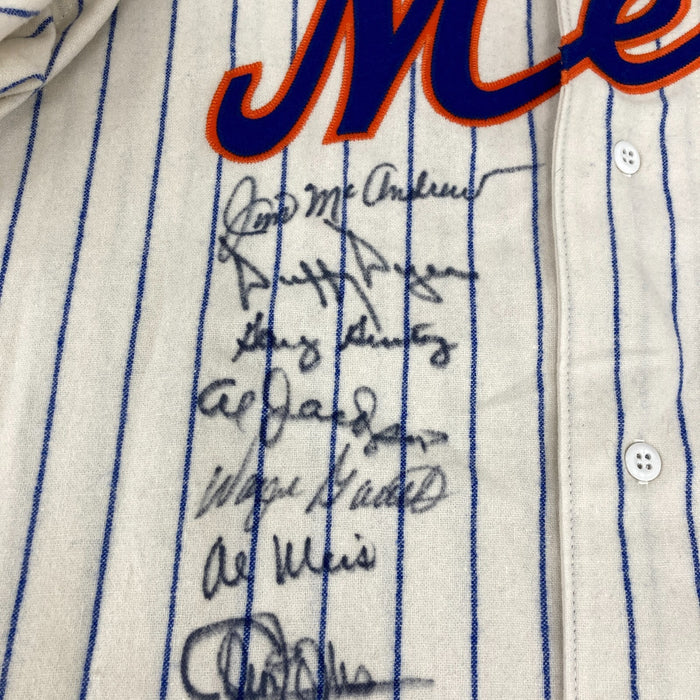 Me
Jim McAndrew
Duffy Dyer
Gary Gentry
Al Jackson
Wayne Garrett
Al Weis